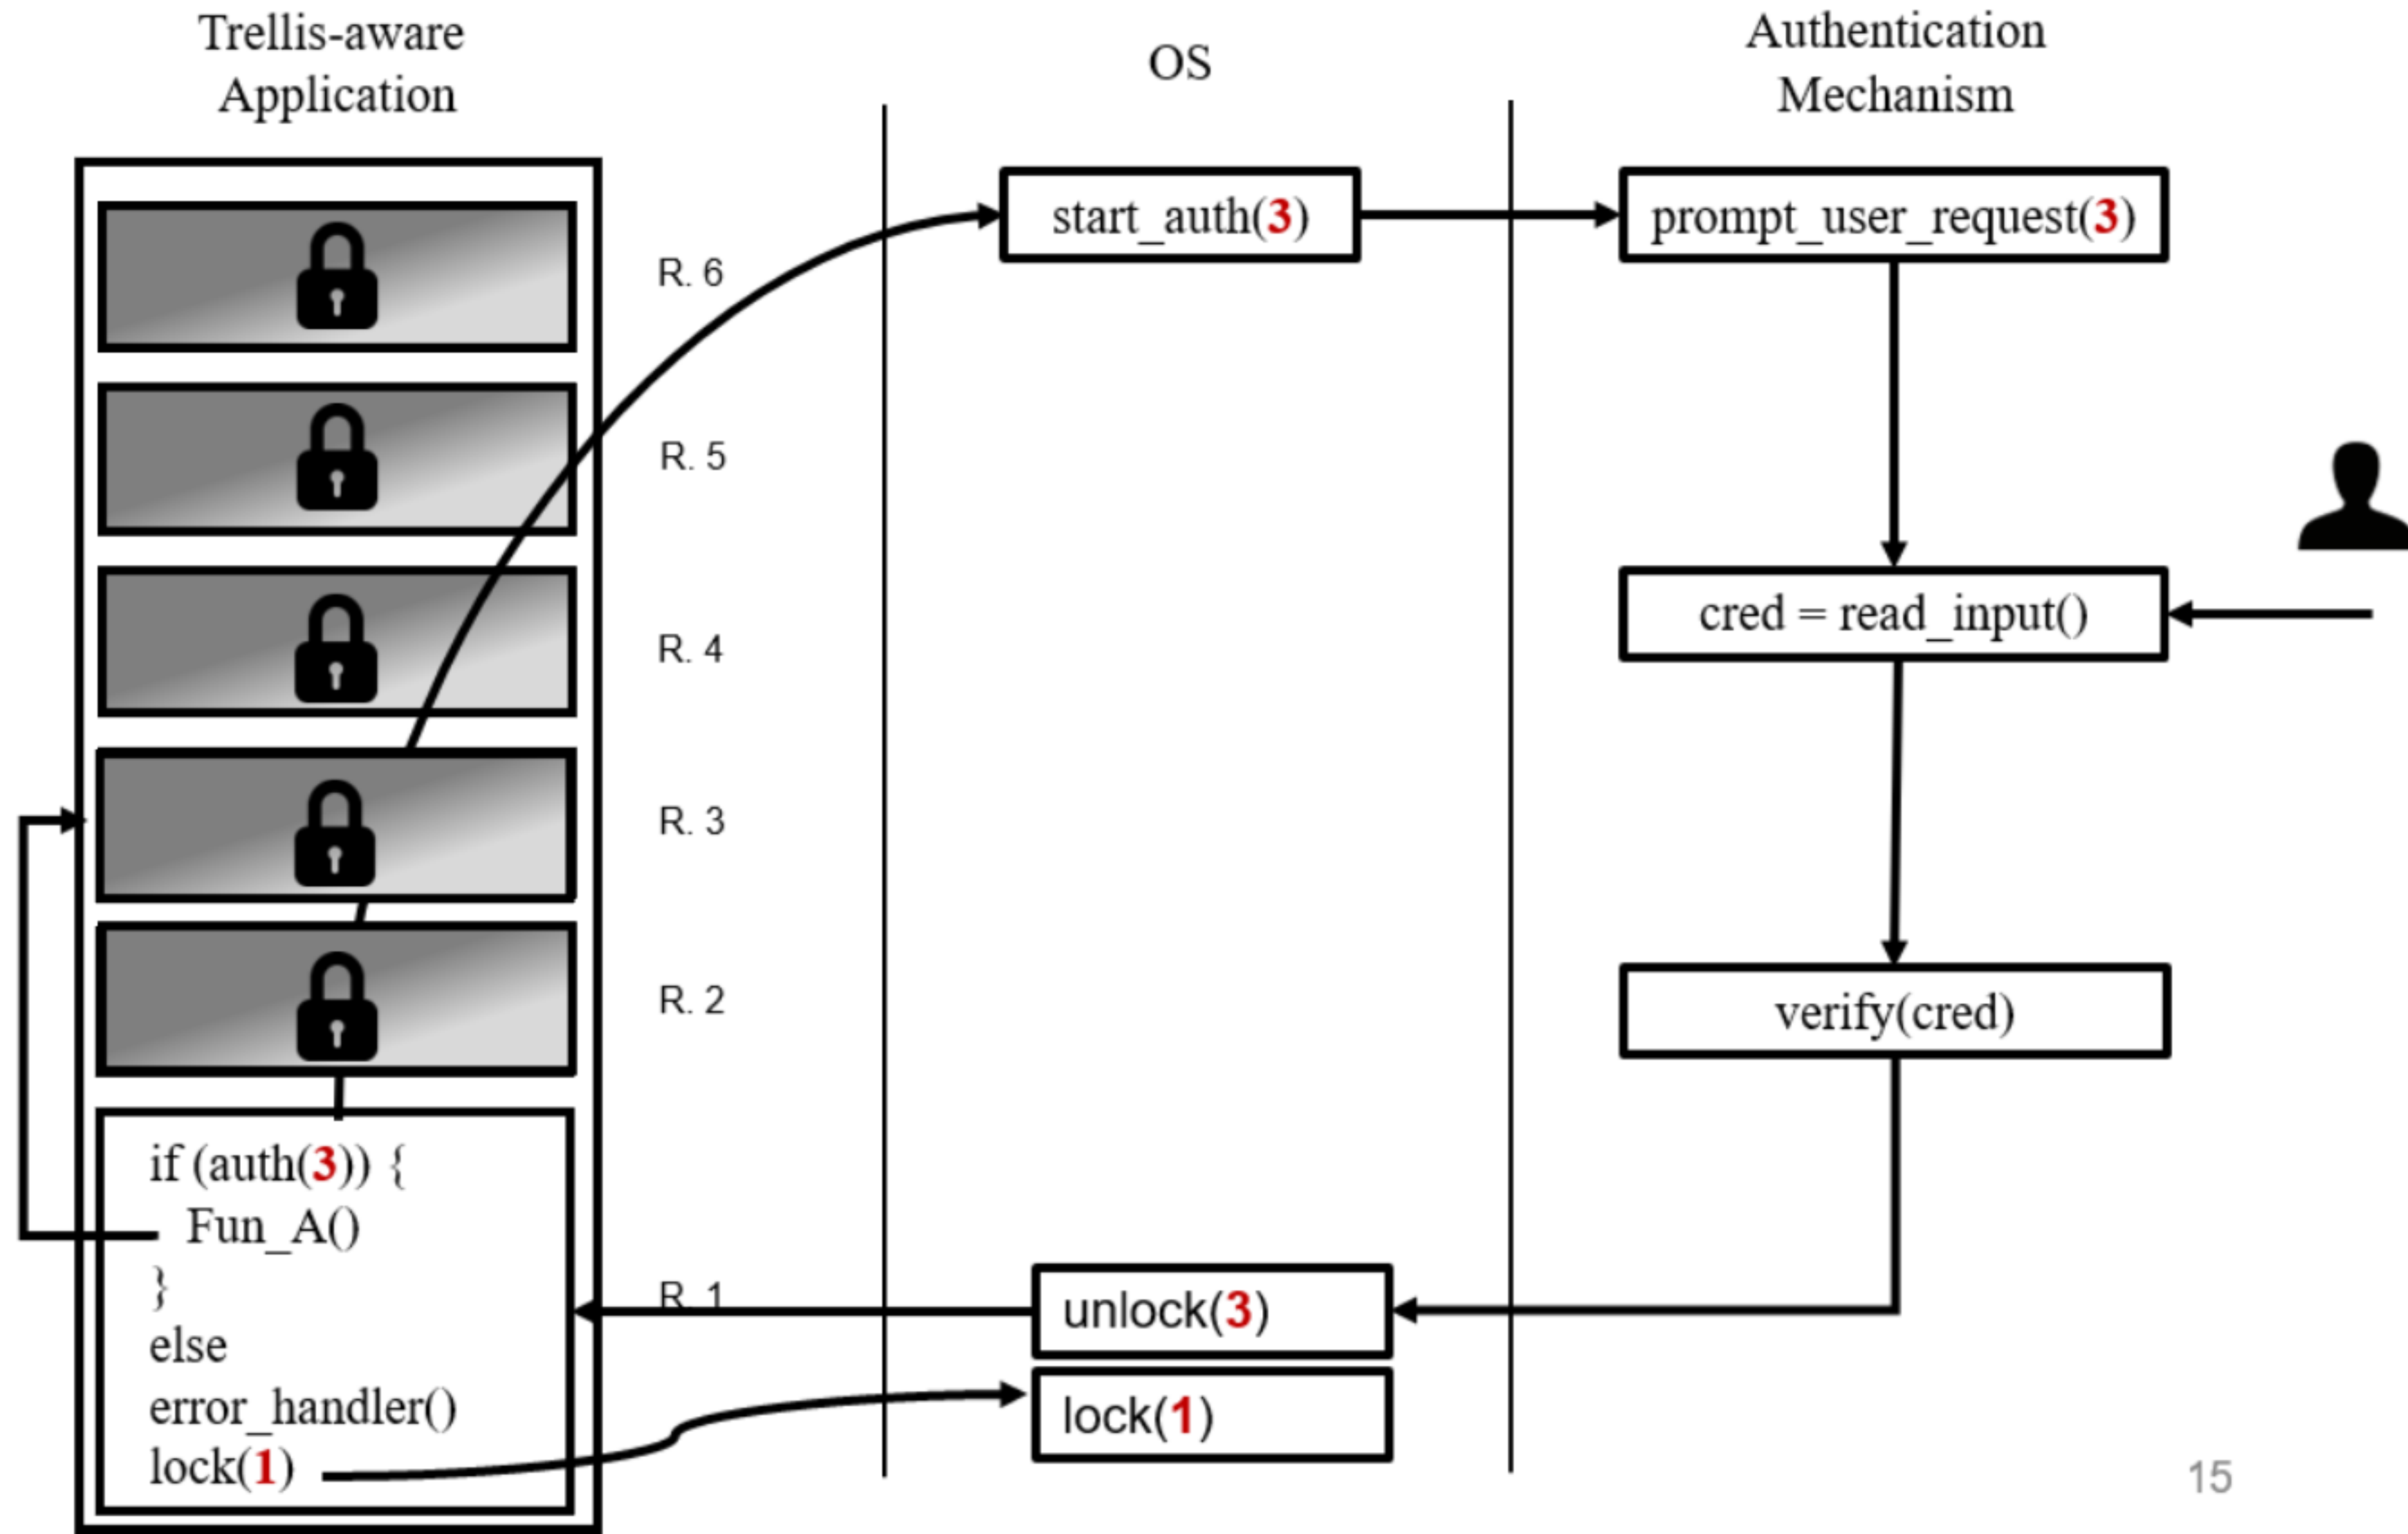 Trellis-aware
Application
OS
Authentication
Mechanism
start_auth(3)
prompt_user_request(3)
R. 6
R. 5
cred = read_input()
R. 4
R. 3
R. 2
verify(cred)
if (auth(3)) {
Fun_A()
}
else
error_handler()
lock(1)
R. 1
unlock(3)
lock(1)
15